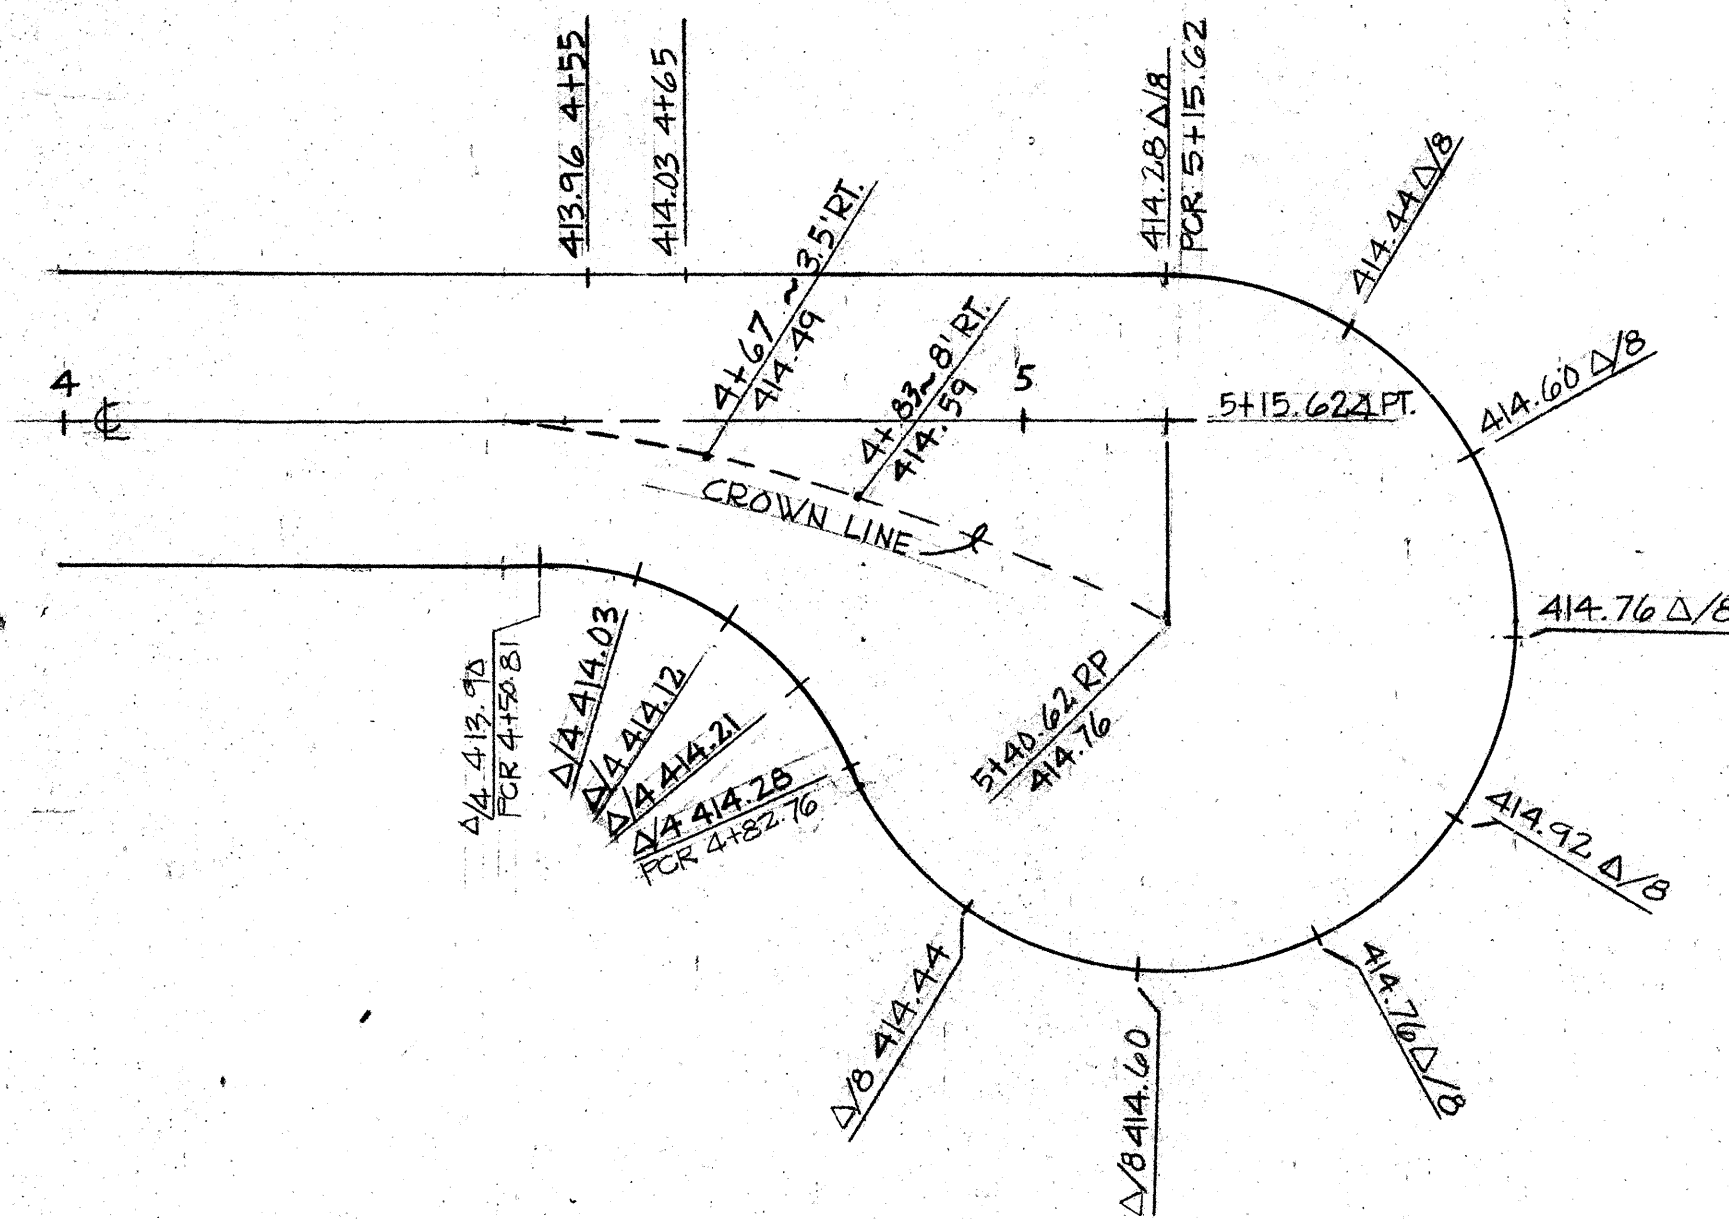 413.96 4+55
414.03 4+65
414.28 Δ/8
PCR 5+15.62
414.44 Δ/8
4+67 ~ 3.5' RT.
414.49
4+83 ~ 8' RT.
414.59
414.60 Δ/8
4
℄
5
5+15.62 PT.
CROWN LINE
414.76 Δ/8
Δ/4 413.90
PCR 4+50.81
Δ/4 414.03
Δ/4 414.12
Δ/4 414.21
Δ/4 414.28
PCR 4+82.76
5+40.62 RP
414.76
414.92 Δ/8
414.76 Δ/8
Δ/8 414.44
Δ/8 414.60